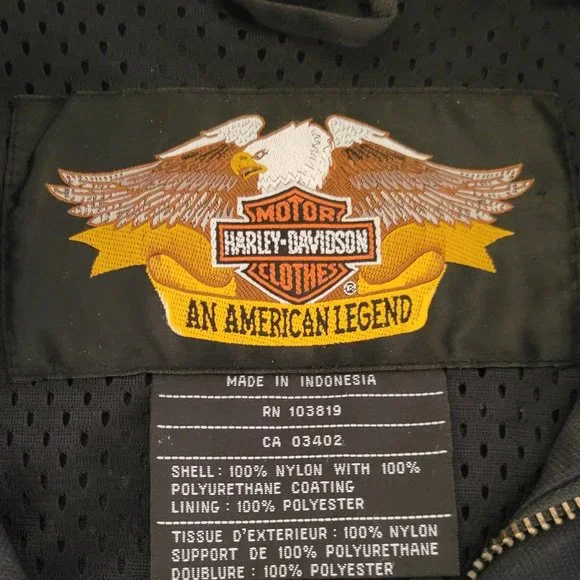 MOTOR
HARLEY-DAVIDSON
CLOTHES
®
AN AMERICAN LEGEND
MADE IN INDONESIA
RN 103819
CA 03402
SHELL: 100% NYLON WITH 100%
POLYURETHANE COATING
LINING: 100% POLYESTER
TISSUE D'EXTERIEUR: 100% NYLON
SUPPORT DE 100% POLYURETHANE
DOUBLURE: 100% POLYESTER